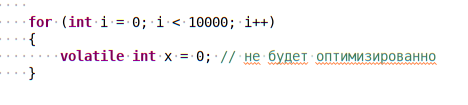 for (int i = 0; i < 10000; i++)
{
volatile int x = 0; // не будет оптимизированно
}